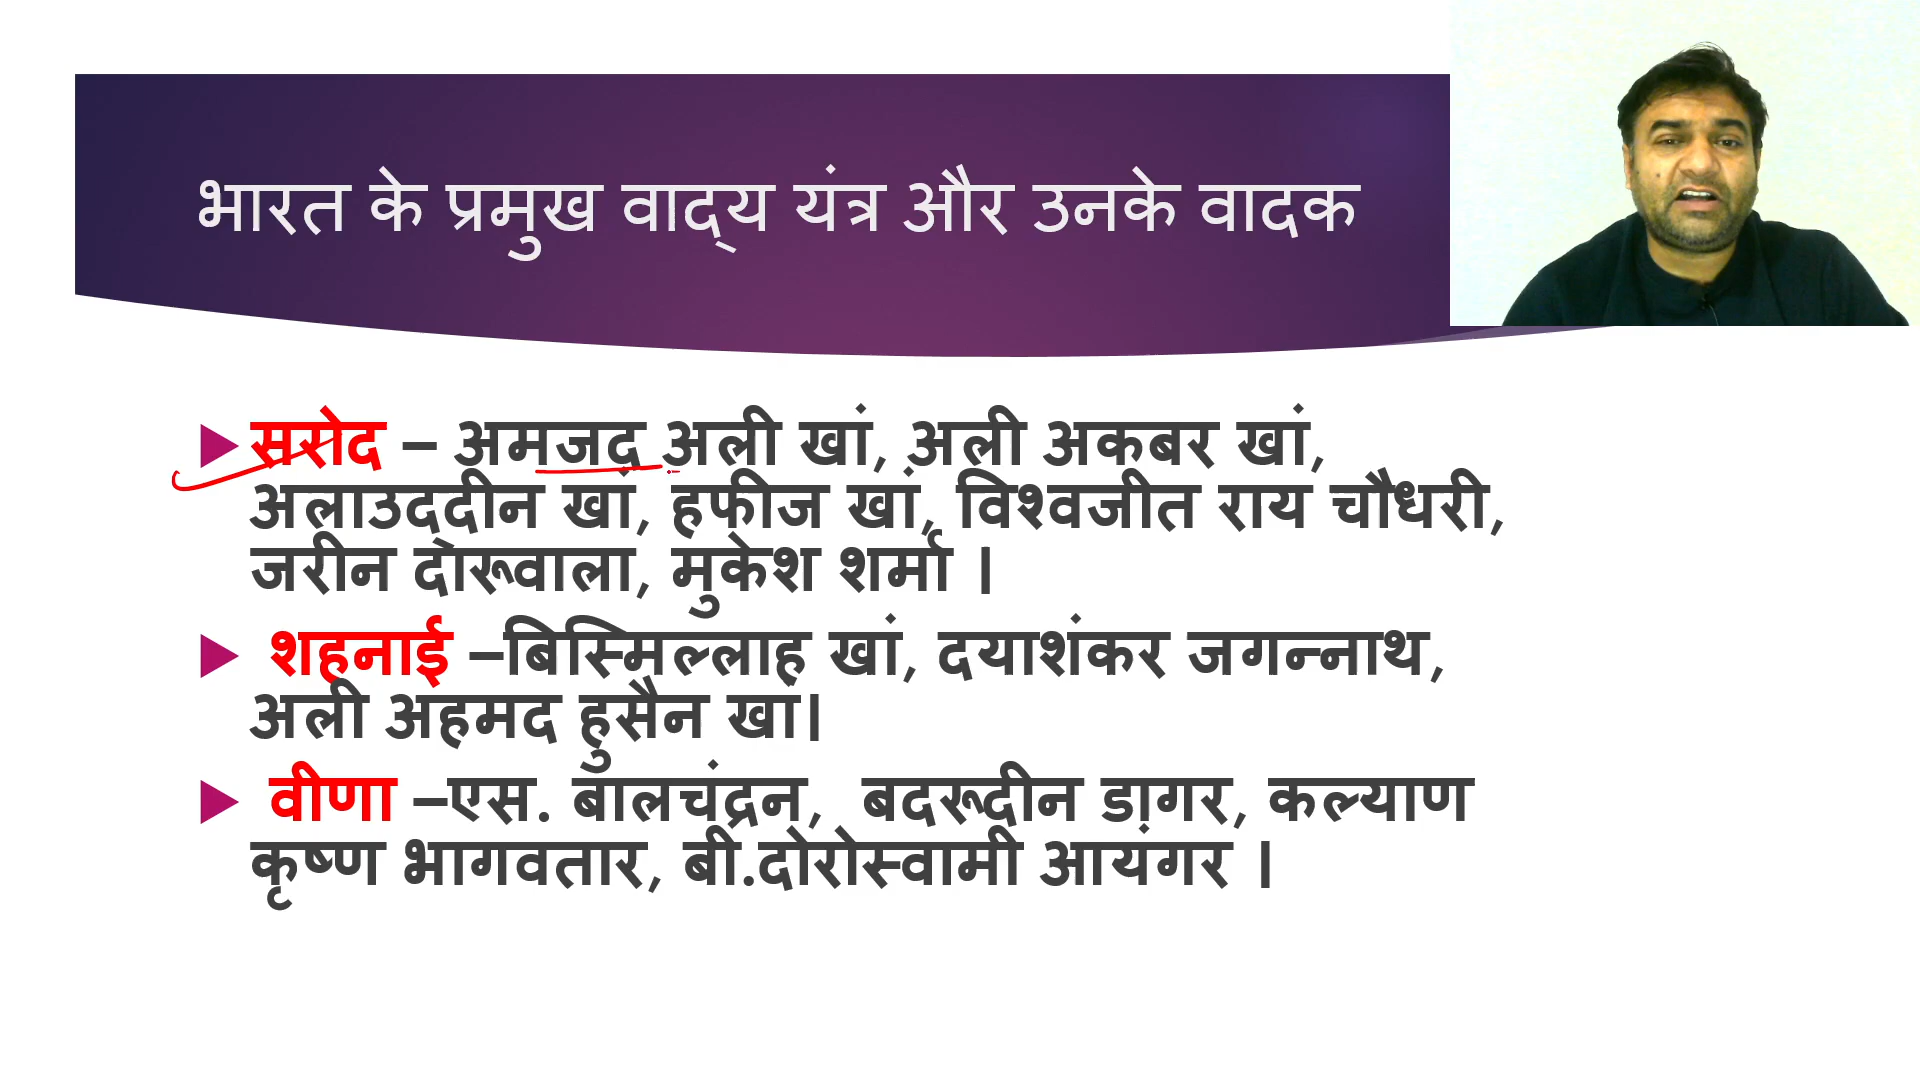 भारत के प्रमुख वाद्य यंत्र और उनके वादक
सरोद – अमजद अली खां, अली अकबर खां,
अलाउद्दीन खां, हफीज खां, विश्वजीत राय चौधरी,
जरीन दारूवाला, मुकेश शर्मा ।
शहनाई –बिस्मिल्लाह खां, दयाशंकर जगन्नाथ,
अली अहमद हुसैन खां।
वीणा –एस. बालचंद्रन, बदरूदीन डागर, कल्याण
कृष्ण भागवतार, बी.दोरोस्वामी आयंगर ।